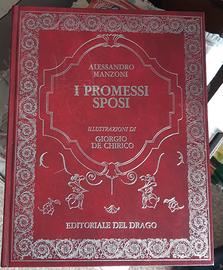 ALESSANDRO
MANZONI
I PROMESSI
SPOSI
ILLUSTRAZIONI DI
GIORGIO
DE CHIRICO
EDITORIALE DEL DRAGO